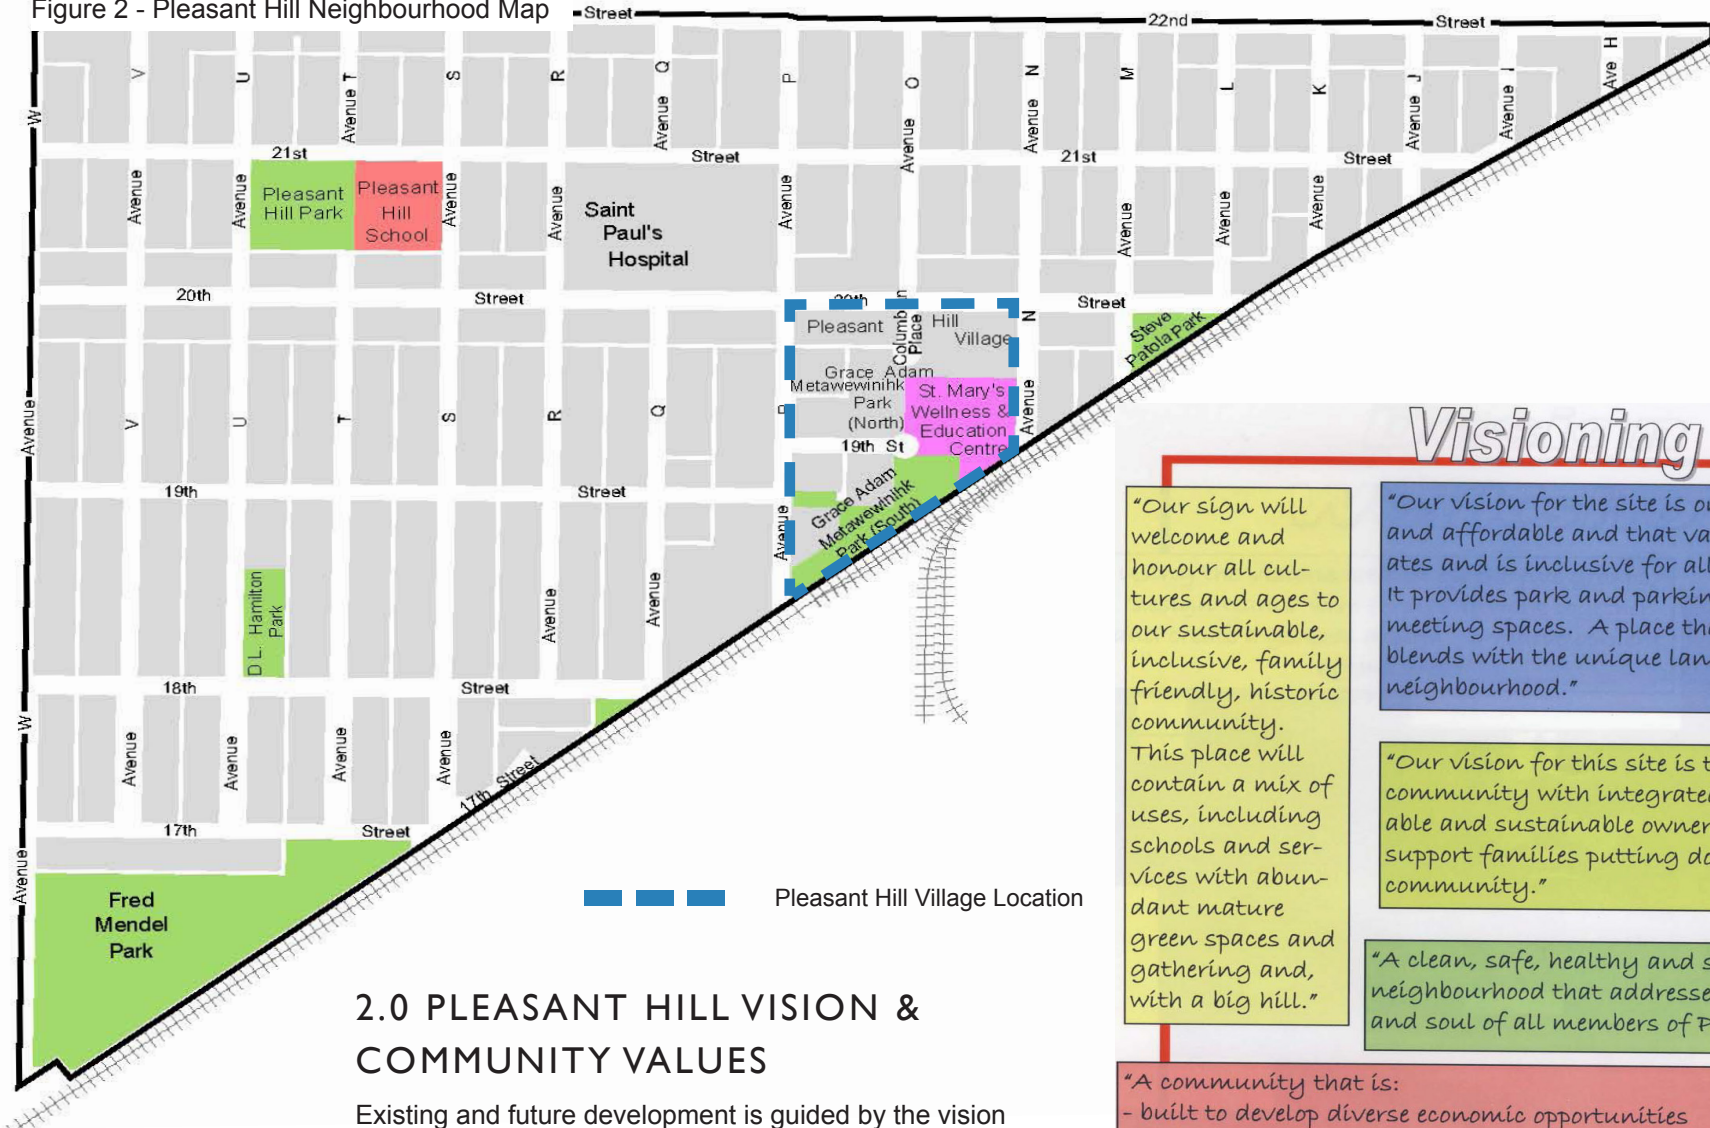 Figure 2 - Pleasant Hill Neighbourhood Map
Street
22nd
Street
W
V
U
Avenue T
S
R
Avenue Q
P
Avenue O
Avenue N
M
L
K
Avenue J
Avenue I
Ave H
21st
Street
21st
Street
Avenue
Avenue
Pleasant
Hill Park
Pleasant
Hill
School
Avenue
Avenue
Saint
Paul's
Hospital
Avenue
Avenue
Avenue
Avenue
20th
Street
20th
Street
Pleasant
Columbian
Place
Hill
Village
N
Steve
Patola Park
Grace Adam
Metawewinihk
Park
(North)
St. Mary's
Wellness &
Education
Centre
Avenue
Avenue
V
U
T
S
R
Q
P
19th St
19th
Street
Grace Adam
Metawewinihk
Park (South)
Avenue
D L. Hamilton
Park
Avenue
Avenue
18th
Street
W
Avenue
Avenue
Avenue
Avenue
17th Street
17th
Street
Avenue
Fred
Mendel
Park
Pleasant Hill Village Location
2.0 PLEASANT HILL VISION &
COMMUNITY VALUES
Existing and future development is guided by the vision
Visioning
"Our sign will
welcome and
honour all cul-
tures and ages to
our sustainable,
inclusive, family
friendly, historic
community.
This place will
contain a mix of
uses, including
schools and ser-
vices with abun-
dant mature
green spaces and
gathering and,
with a big hill."
"Our vision for the site is
and affordable and that
ates and is inclusive for all
It provides park and
meeting spaces. A place
blends with the unique
neighbourhood."
"Our vision for this site is
community with
able and sustainable
support families putting
community."
"A clean, safe, healthy and
neighbourhood that
and soul of all members of
"A community that is:
- built to develop diverse economic opportunities